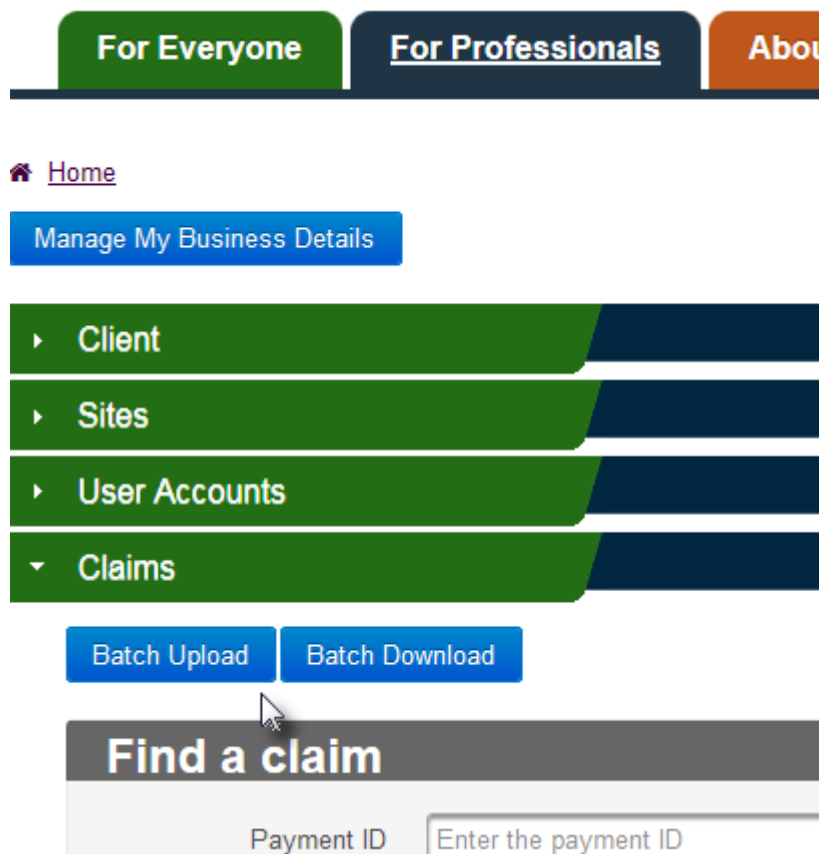 For Everyone For Professionals
Home
Manage My Business Details
Client
Sites
User Accounts
Claims
Batch Upload Batch Download
Find a claim
Payment ID Enter the payment ID